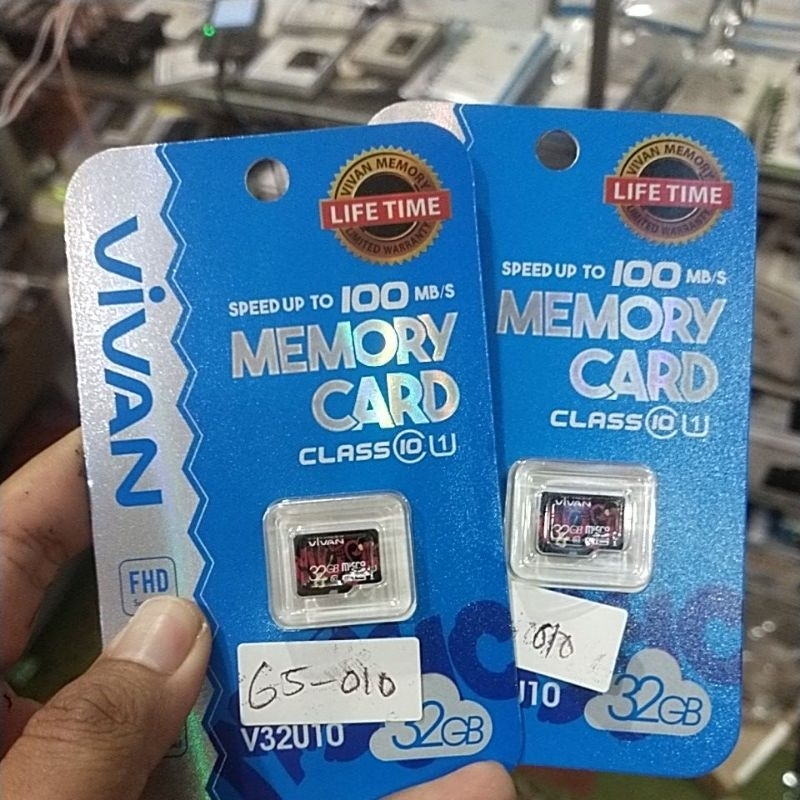 VIVAN
VIVAN MEMORY
LIFE TIME
LIMITED WARRANTY
SPEED UP TO 100 MB/S
MEMORY
CARD
CLASS 10 U1
VIVAN
32GB micro
FHD
65-010
V32U10
32GB
VIVAN MEMORY
LIFE TIME
LIMITED WARRANTY
SPEED UP TO 100 MB/S
MEMORY
CARD
CLASS 10 U1
VIVAN
32GB micro
010
U10
32GB